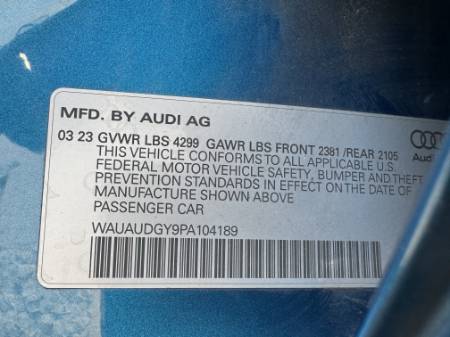 MFD. BY AUDI AG
03 23 GVWR LBS 4299 GAWR LBS FRONT 2381 /REAR 2105
THIS VEHICLE CONFORMS TO ALL APPLICABLE U.S.
FEDERAL MOTOR VEHICLE SAFETY, BUMPER AND THEFT
PREVENTION STANDARDS IN EFFECT ON THE DATE OF
MANUFACTURE SHOWN ABOVE
PASSENGER CAR
WAUAUDGY9PA104189
Audi